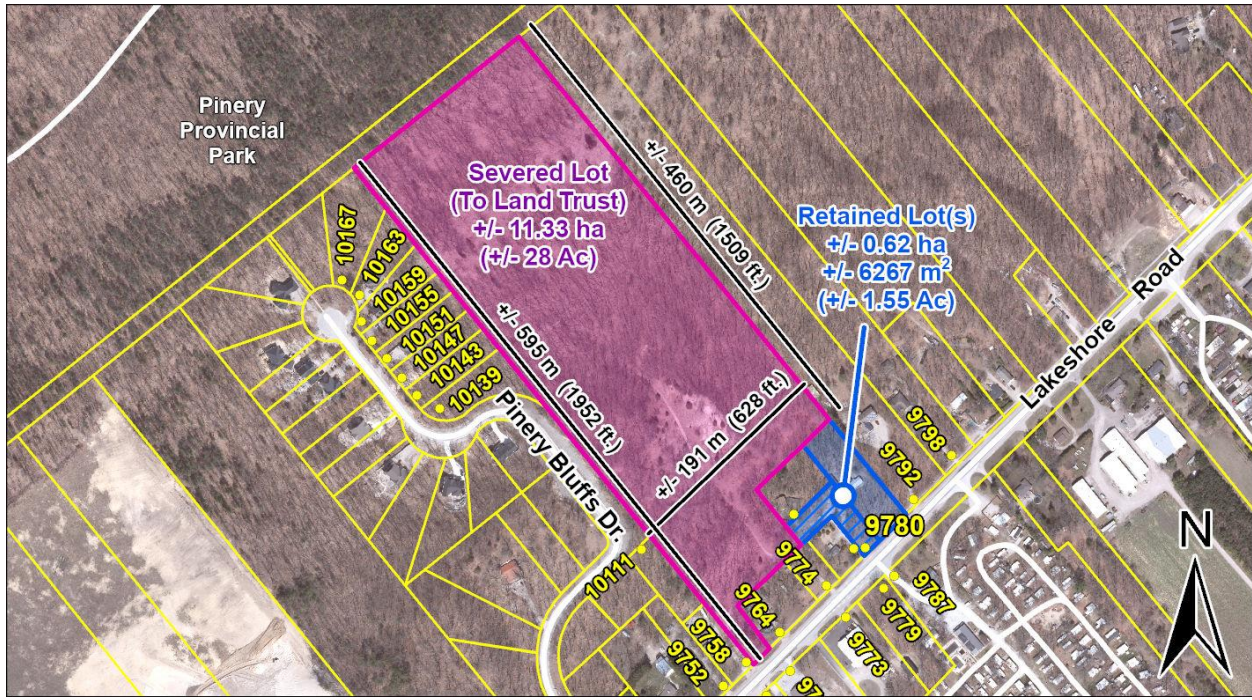 Pinery
Provincial
Park
Severed Lot
(To Land Trust)
+/- 11.33 ha
(+/- 28 Ac)
+/- 460 m (1509 ft.)
Retained Lot(s)
+/- 0.62 ha
+/- 6267 m²
(+/- 1.55 Ac)
Lakeshore Road
10167
10163
10159
10155
10151
10147
10143
10139
+/- 595 m (1952 ft.)
+/- 191 m (628 ft.)
Pinery Bluffs Dr.
10111
9798
9792
9780
9774
9764
9758
9752
9787
9779
9773
N